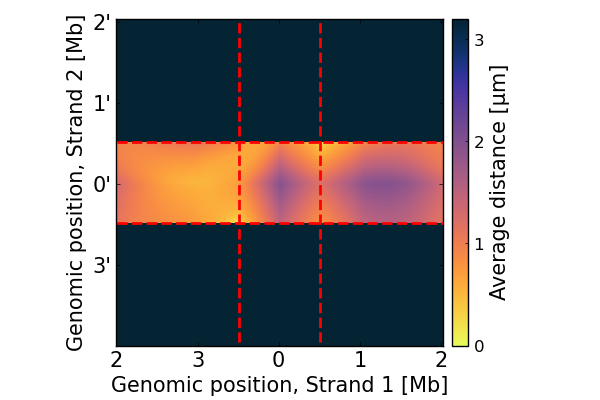 Genomic position, Strand 2 [Mb]
2'
1'
0'
3'
2 3 0 1 2
Genomic position, Strand 1 [Mb]
3
2
1
0
Average distance [μm]